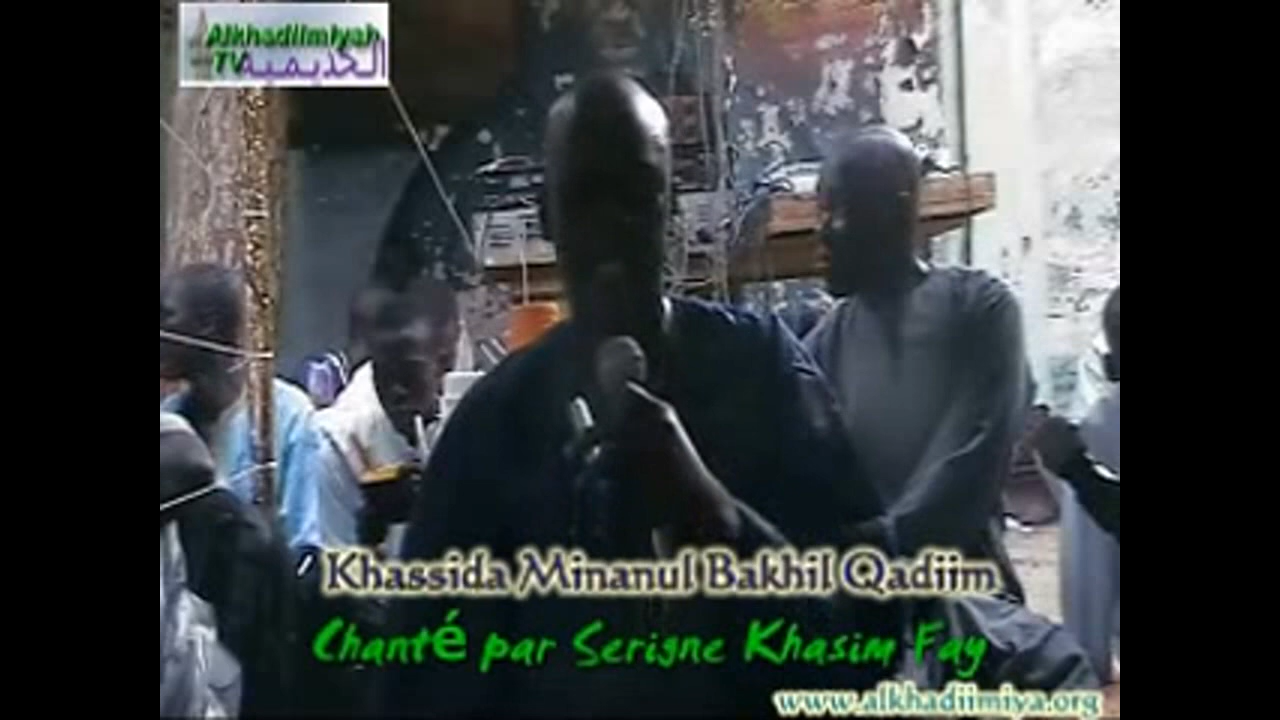 Alkhadiimiyah
TV الخديمية
Khassida Minanul Bakhil Qadiim
Chanté par Serigne Khasim Fay
www.alkhadiimiya.org